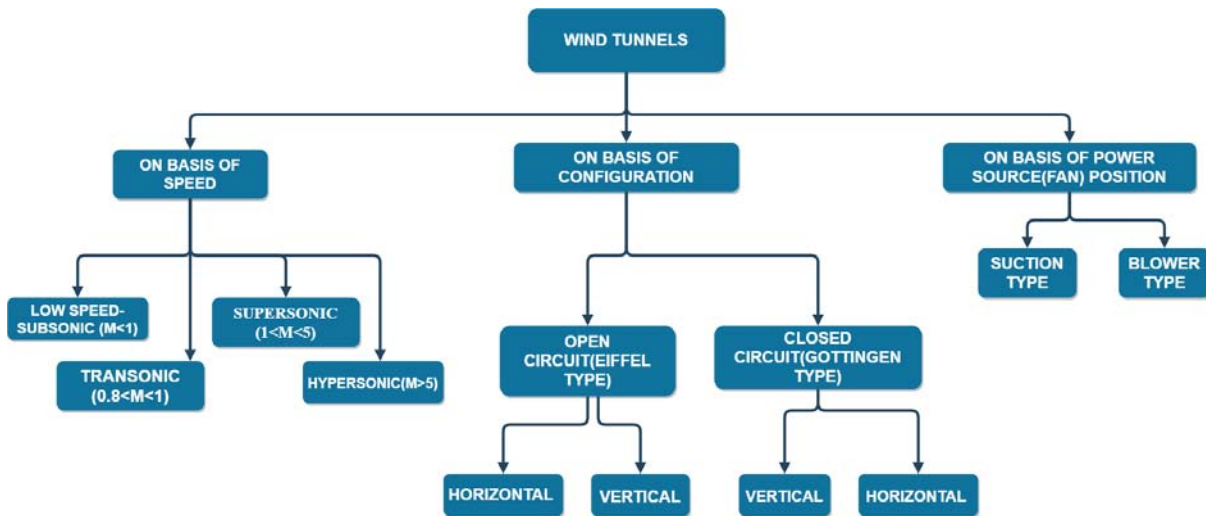 WIND TUNNELS
ON BASIS OF
SPEED
ON BASIS OF
CONFIGURATION
ON BASIS OF POWER
SOURCE(FAN) POSITION
LOW SPEED-
SUBSONIC (M<1)
TRANSONIC
(0.8<M<1)
SUPERSONIC
(1<M<5)
HYPERSONIC(M>5)
OPEN
CIRCUIT(EIFFEL
TYPE)
CLOSED
CIRCUIT(GOTTINGEN
TYPE)
SUCTION
TYPE
BLOWER
TYPE
HORIZONTAL
VERTICAL
VERTICAL
HORIZONTAL